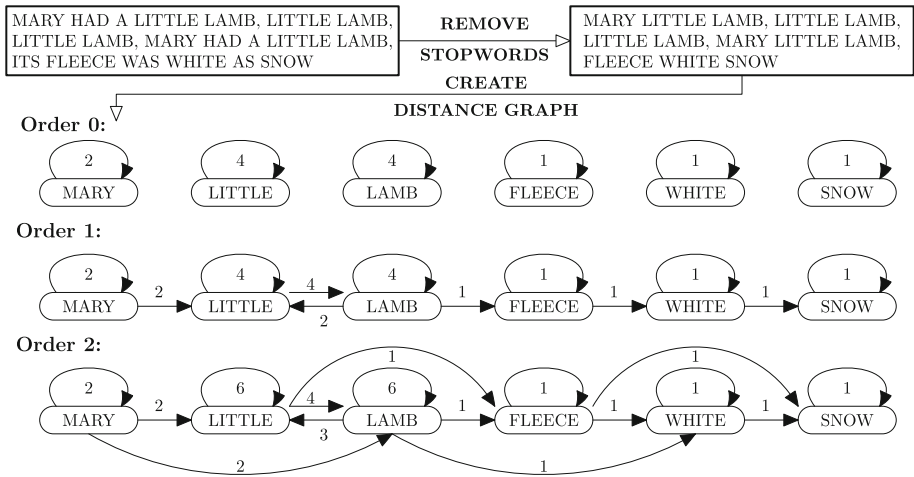 MARY HAD A LITTLE LAMB, LITTLE LAMB,
LITTLE LAMB, MARY HAD A LITTLE LAMB,
ITS FLEECE WAS WHITE AS SNOW
REMOVE
STOPWORDS
MARY LITTLE LAMB, LITTLE LAMB,
LITTLE LAMB, MARY LITTLE LAMB,
FLEECE WHITE SNOW
CREATE
DISTANCE GRAPH
Order 0:
2 4 4 1 1 1
MARY LITTLE LAMB FLEECE WHITE SNOW
Order 1:
2 4 4 1 1 1
2 4 1 1 1
MARY LITTLE LAMB FLEECE WHITE SNOW
2
Order 2:
1 1
2 6 6 1 1 1
2 4 1 1 1
MARY LITTLE LAMB FLEECE WHITE SNOW
3
2 1